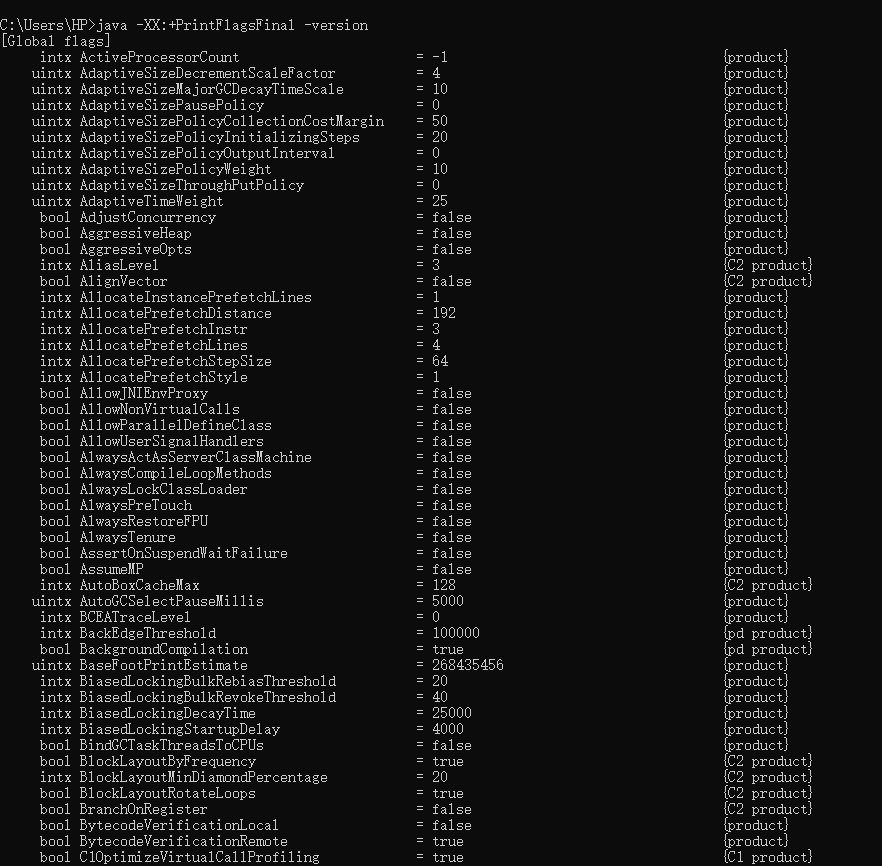 C:\Users\HP>java -XX:+PrintFlagsFinal -version
[Global flags]
intx ActiveProcessorCount = -1 {product}
uintx AdaptiveSizeDecrementScaleFactor = 4 {product}
uintx AdaptiveSizeMajorGCDecayTimeScale = 10 {product}
uintx AdaptiveSizePausePolicy = 0 {product}
uintx AdaptiveSizePolicyCollectionCostMargin = 50 {product}
uintx AdaptiveSizePolicyInitializingSteps = 20 {product}
uintx AdaptiveSizePolicyOutputInterval = 0 {product}
uintx AdaptiveSizePolicyWeight = 10 {product}
uintx AdaptiveSizeThroughPutPolicy = 0 {product}
uintx AdaptiveTimeWeight = 25 {product}
bool AdjustConcurrency = false {product}
bool AggressiveHeap = false {product}
bool AggressiveOpts = false {product}
intx AliasLevel = 3 {C2 product}
bool AlignVector = false {C2 product}
intx AllocateInstancePrefetchLines = 1 {product}
intx AllocatePrefetchDistance = 192 {product}
intx AllocatePrefetchInstr = 3 {product}
intx AllocatePrefetchLines = 4 {product}
intx AllocatePrefetchStepSize = 64 {product}
intx AllocatePrefetchStyle = 1 {product}
bool AllowJNIEnvProxy = false {product}
bool AllowNonVirtualCalls = false {product}
bool AllowParallelDefineClass = false {product}
bool AllowUserSignalHandlers = false {product}
bool AlwaysActAsServerClassMachine = false {product}
bool AlwaysCompileLoopMethods = false {product}
bool AlwaysLockClassLoader = false {product}
bool AlwaysPreTouch = false {product}
bool AlwaysRestoreFPU = false {product}
bool AlwaysTenure = false {product}
bool AssertOnSuspendWaitFailure = false {product}
bool AssumeMP = false {product}
intx AutoBoxCacheMax = 128 {C2 product}
uintx AutoGCSelectPauseMillis = 5000 {product}
intx BCEATraceLevel = 0 {product}
intx BackEdgeThreshold = 100000 {pd product}
bool BackgroundCompilation = true {pd product}
uintx BaseFootPrintEstimate = 268435456 {product}
intx BiasedLockingBulkRebiasThreshold = 20 {product}
intx BiasedLockingBulkRevokeThreshold = 40 {product}
intx BiasedLockingDecayTime = 25000 {product}
intx BiasedLockingStartupDelay = 4000 {product}
bool BindGCTaskThreadsToCPUs = false {product}
bool BlockLayoutByFrequency = true {C2 product}
intx BlockLayoutMinDiamondPercentage = 20 {C2 product}
bool BlockLayoutRotateLoops = true {C2 product}
bool BranchOnRegister = false {C2 product}
bool BytecodeVerificationLocal = false {product}
bool BytecodeVerificationRemote = true {product}
bool C1OptimizeVirtualCallProfiling = true {C1 product}